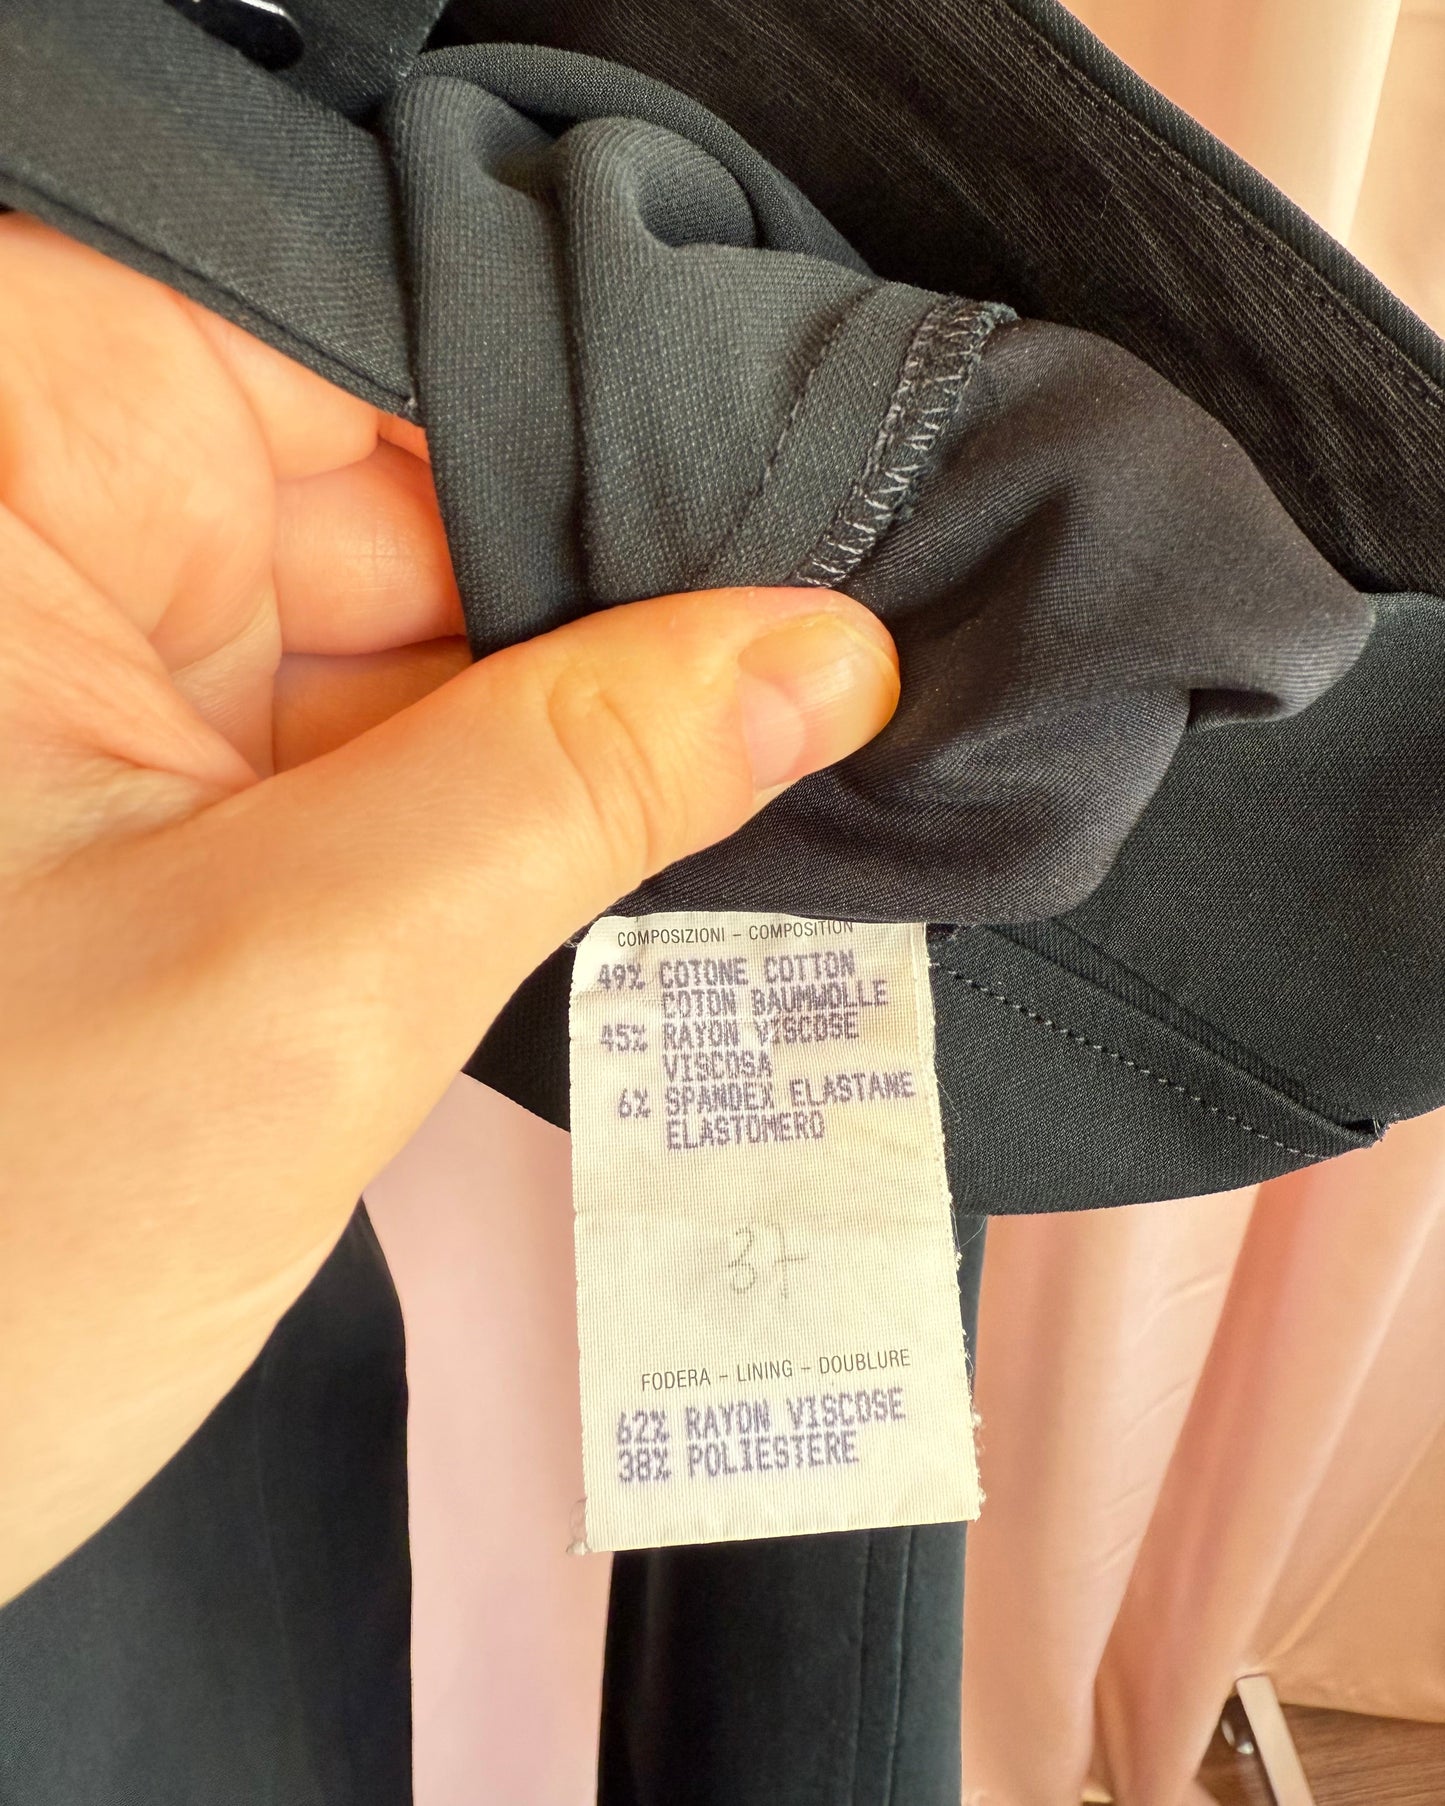 COMPOSIZIONI - COMPOSITION
49% COTONE COTTON
COTON BAUMWOLLE
45% RAYON VISCOSE
VISCOSA
6% SPANDEX ELASTANE
ELASTOMERO
37
FODERA - LINING - DOUBLURE
62% RAYON VISCOSE
38% POLIESTERE